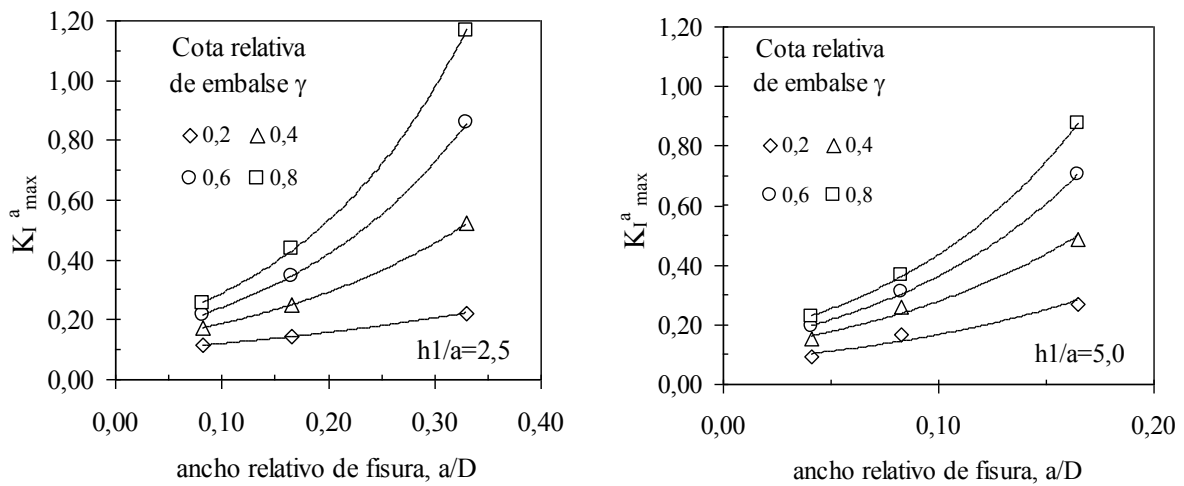 1,20
1,00
0,80
0,60
0,40
0,20
0,00
K_I^a_max
Cota relativa
de embalse γ
◇ 0,2 △ 0,4
○ 0,6 □ 0,8
h1/a=2,5
0,00 0,10 0,20 0,30 0,40
ancho relativo de fisura, a/D
1,20
1,00
0,80
0,60
0,40
0,20
0,00
K_I^a_max
Cota relativa
de embalse γ
◇ 0,2 △ 0,4
○ 0,6 □ 0,8
h1/a=5,0
0,00 0,10 0,20
ancho relativo de fisura, a/D